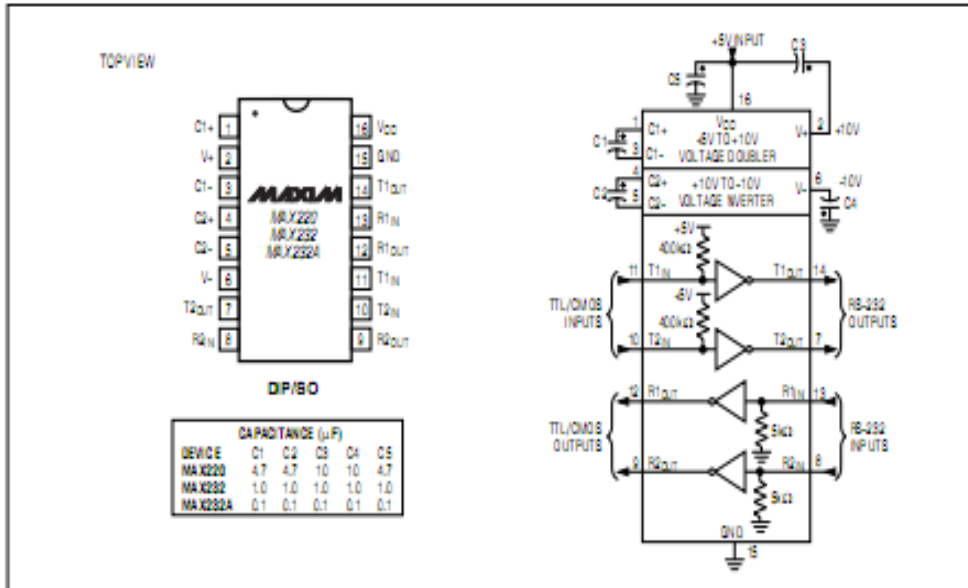 TOP VIEW
C1+ 1
V+ 2
C1- 3
C2+ 4
C2- 5
V- 6
T2OUT 7
R2IN 8
16 VCC
15 GND
14 T1OUT
13 R1IN
12 R1OUT
11 T1IN
10 T2IN
9 R2OUT
MAXIM
MAX220
MAX232
MAX232A
DIP/SO
CAPACITANCE (µF)
DEVICE C1 C2 C3 C4 C5
MAX220 4.7 4.7 10 10 4.7
MAX232 1.0 1.0 1.0 1.0 1.0
MAX232A 0.1 0.1 0.1 0.1 0.1
+5V INPUT
C3
C5
16
VCC
1 C1+
C1
3 C1-
+5V TO +10V
VOLTAGE DOUBLER
V+ 2 +10V
4 C2+
C2
5 C2-
+10V TO -10V
VOLTAGE INVERTER
V- 6 -10V
C4
+5V
400kΩ
11 T1IN
T1OUT 14
+5V
400kΩ
10 T2IN
T2OUT 7
TTL/CMOS
INPUTS
RS-232
OUTPUTS
12 R1OUT
R1IN 13
5kΩ
9 R2OUT
R2IN 8
5kΩ
TTL/CMOS
OUTPUTS
RS-232
INPUTS
GND
15